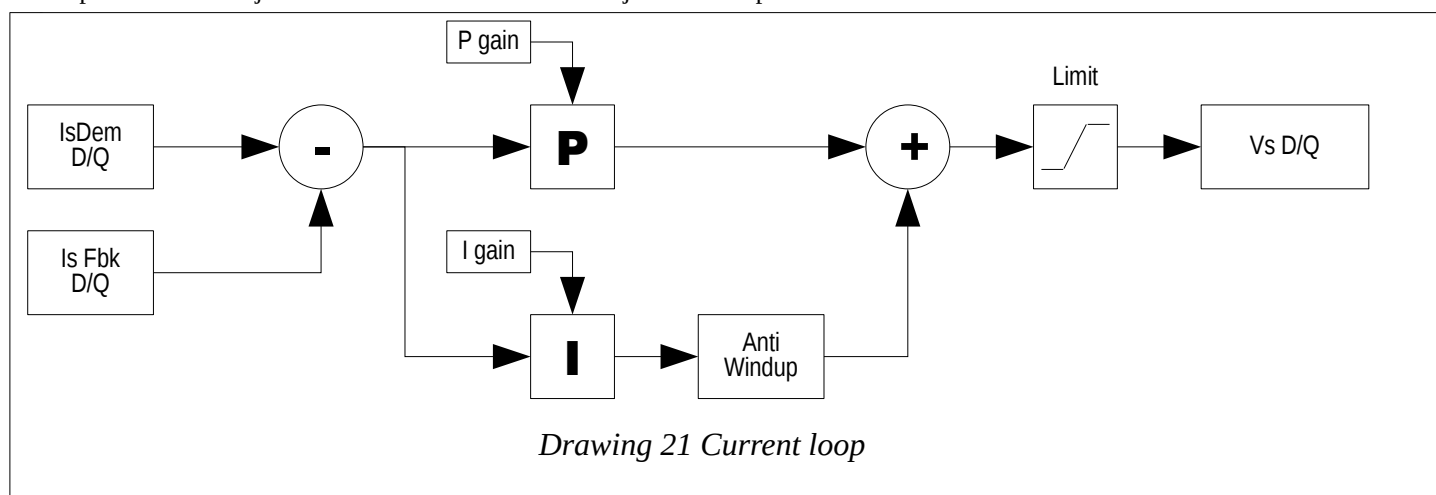 P gain
Limit
IsDem
D/Q
-
P
+
Vs D/Q
Is Fbk
D/Q
I gain
I
Anti
Windup
Drawing 21 Current loop